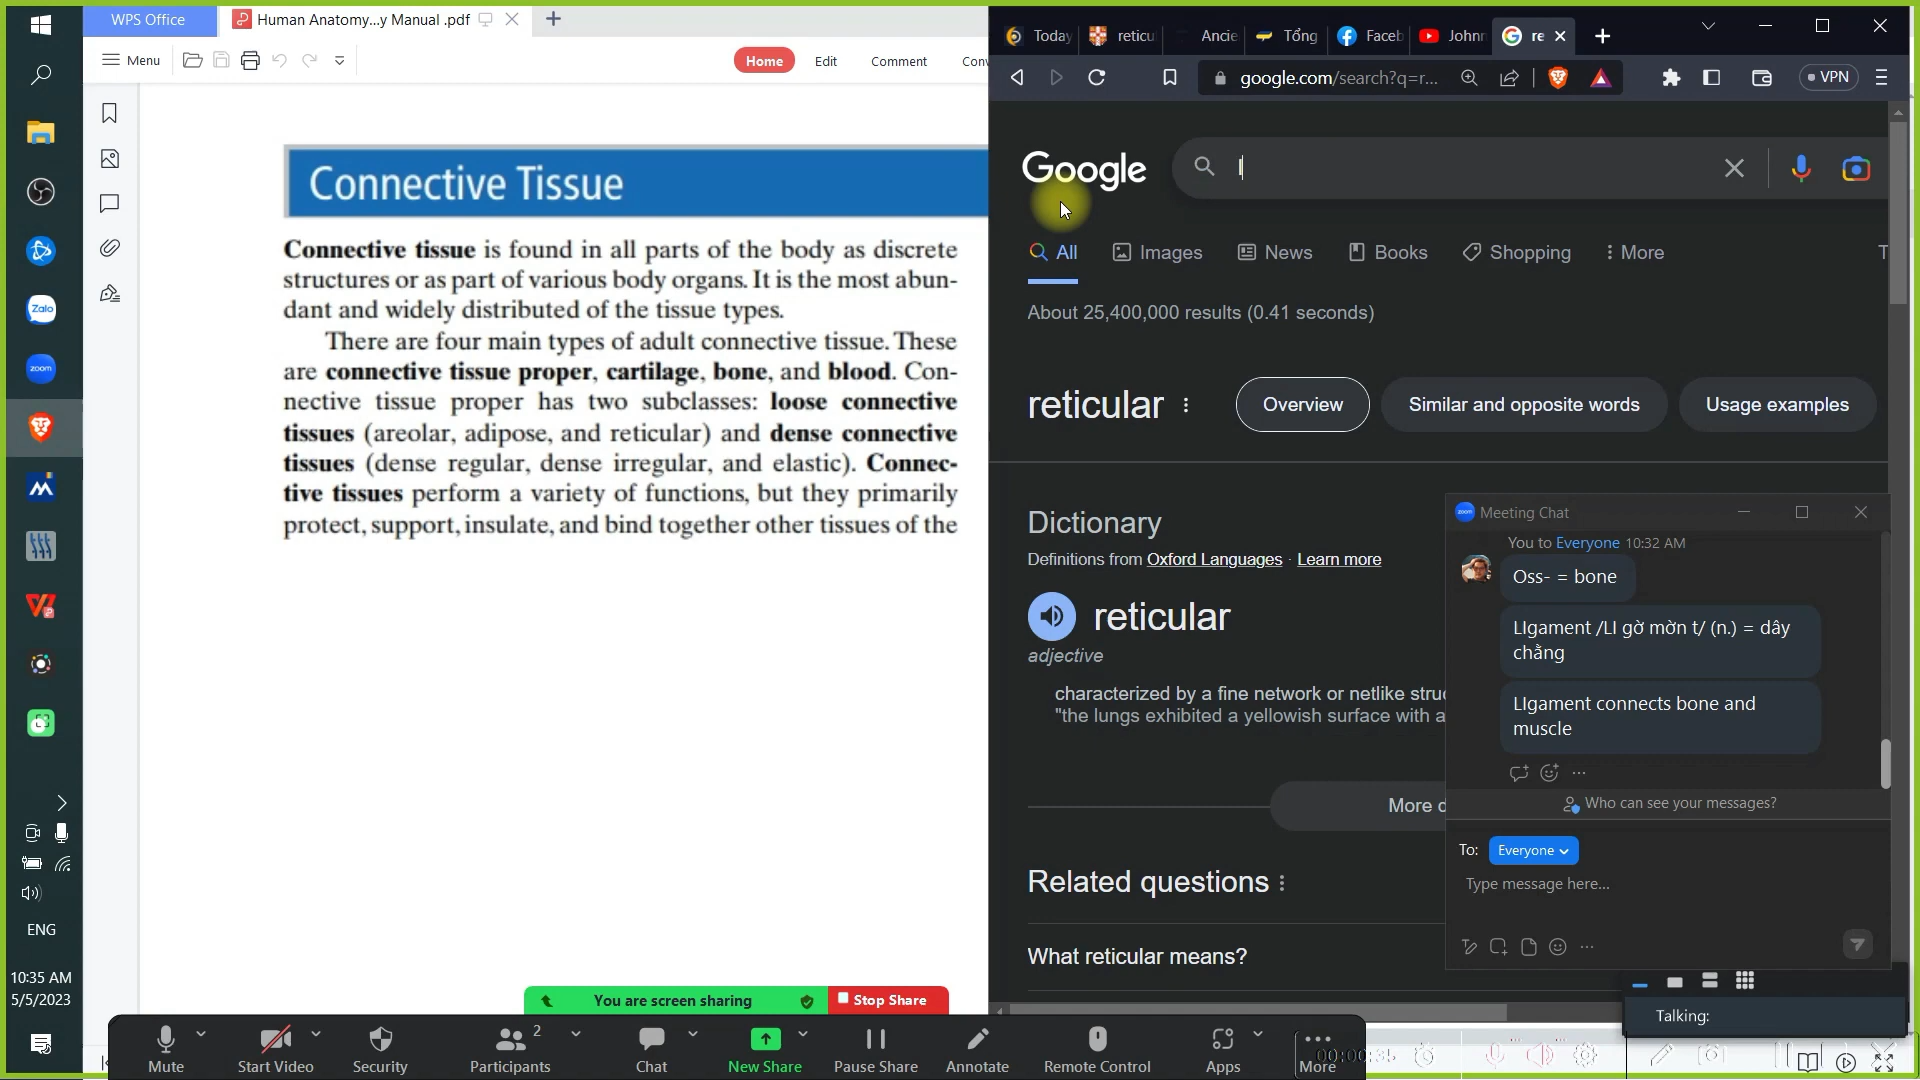 WPS Office
Human Anatomy...y Manual .pdf
Menu
Home
Edit
Comment
Connective Tissue
Connective tissue is found in all parts of the body as discrete
structures or as part of various body organs. It is the most abun-
dant and widely distributed of the tissue types.
There are four main types of adult connective tissue. These
are connective tissue proper, cartilage, bone, and blood. Con-
nective tissue proper has two subclasses: loose connective
tissues (areolar, adipose, and reticular) and dense connective
tissues (dense regular, dense irregular, and elastic). Connec-
tive tissues perform a variety of functions, but they primarily
protect, support, insulate, and bind together other tissues of the
Today
reticu
Ancie
Tổng
Faceb
Johnn
re
google.com/search?q=r...
VPN
Google
l
All
Images
News
Books
Shopping
More
T
About 25,400,000 results (0.41 seconds)
reticular
Overview
Similar and opposite words
Usage examples
Dictionary
Definitions from Oxford Languages · Learn more
reticular
adjective
characterized by a fine network or netlike struc
"the lungs exhibited a yellowish surface with a
More d
Related questions
What reticular means?
Meeting Chat
You to Everyone 10:32 AM
Oss- = bone
LIgament /LI gờ mờn t/ (n.) = dây
chằng
LIgament connects bone and
muscle
Who can see your messages?
To: Everyone
Type message here...
Talking:
Zalo
zoom
ENG
10:35 AM
5/5/2023
You are screen sharing
Stop Share
Mute
Start Video
Security
Participants
2
Chat
New Share
Pause Share
Annotate
Remote Control
Apps
More